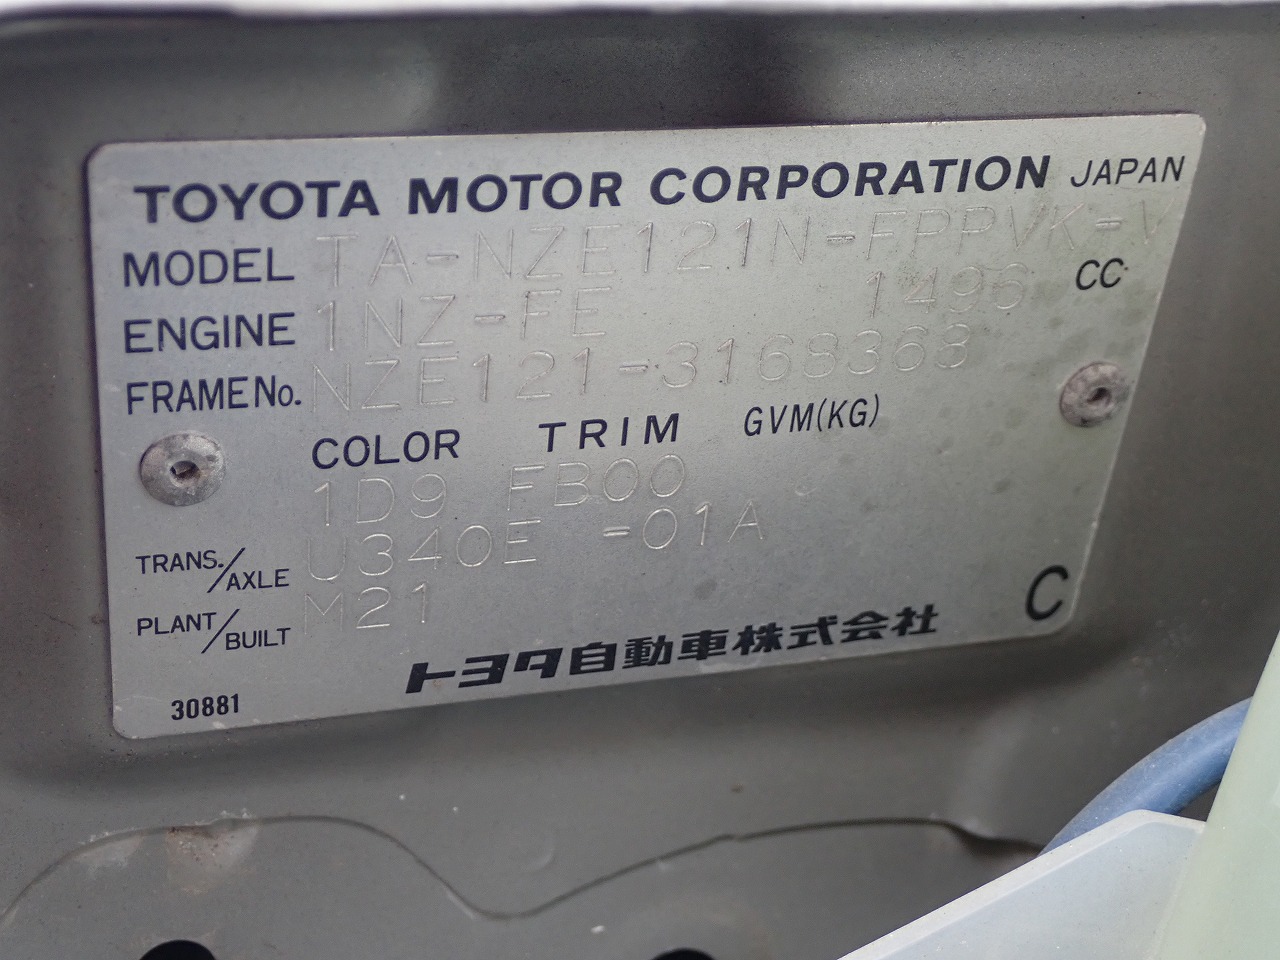 TOYOTA MOTOR CORPORATION JAPAN
MODEL TA-NZE121N-FPPVK-V
ENGINE 1NZ-FE 1496 CC
FRAME No. NZE121-3168368
COLOR TRIM GVM(KG)
1D9 FB00
TRANS./AXLE U340E -01A
PLANT/BUILT M21
トヨタ自動車株式会社 C
30881